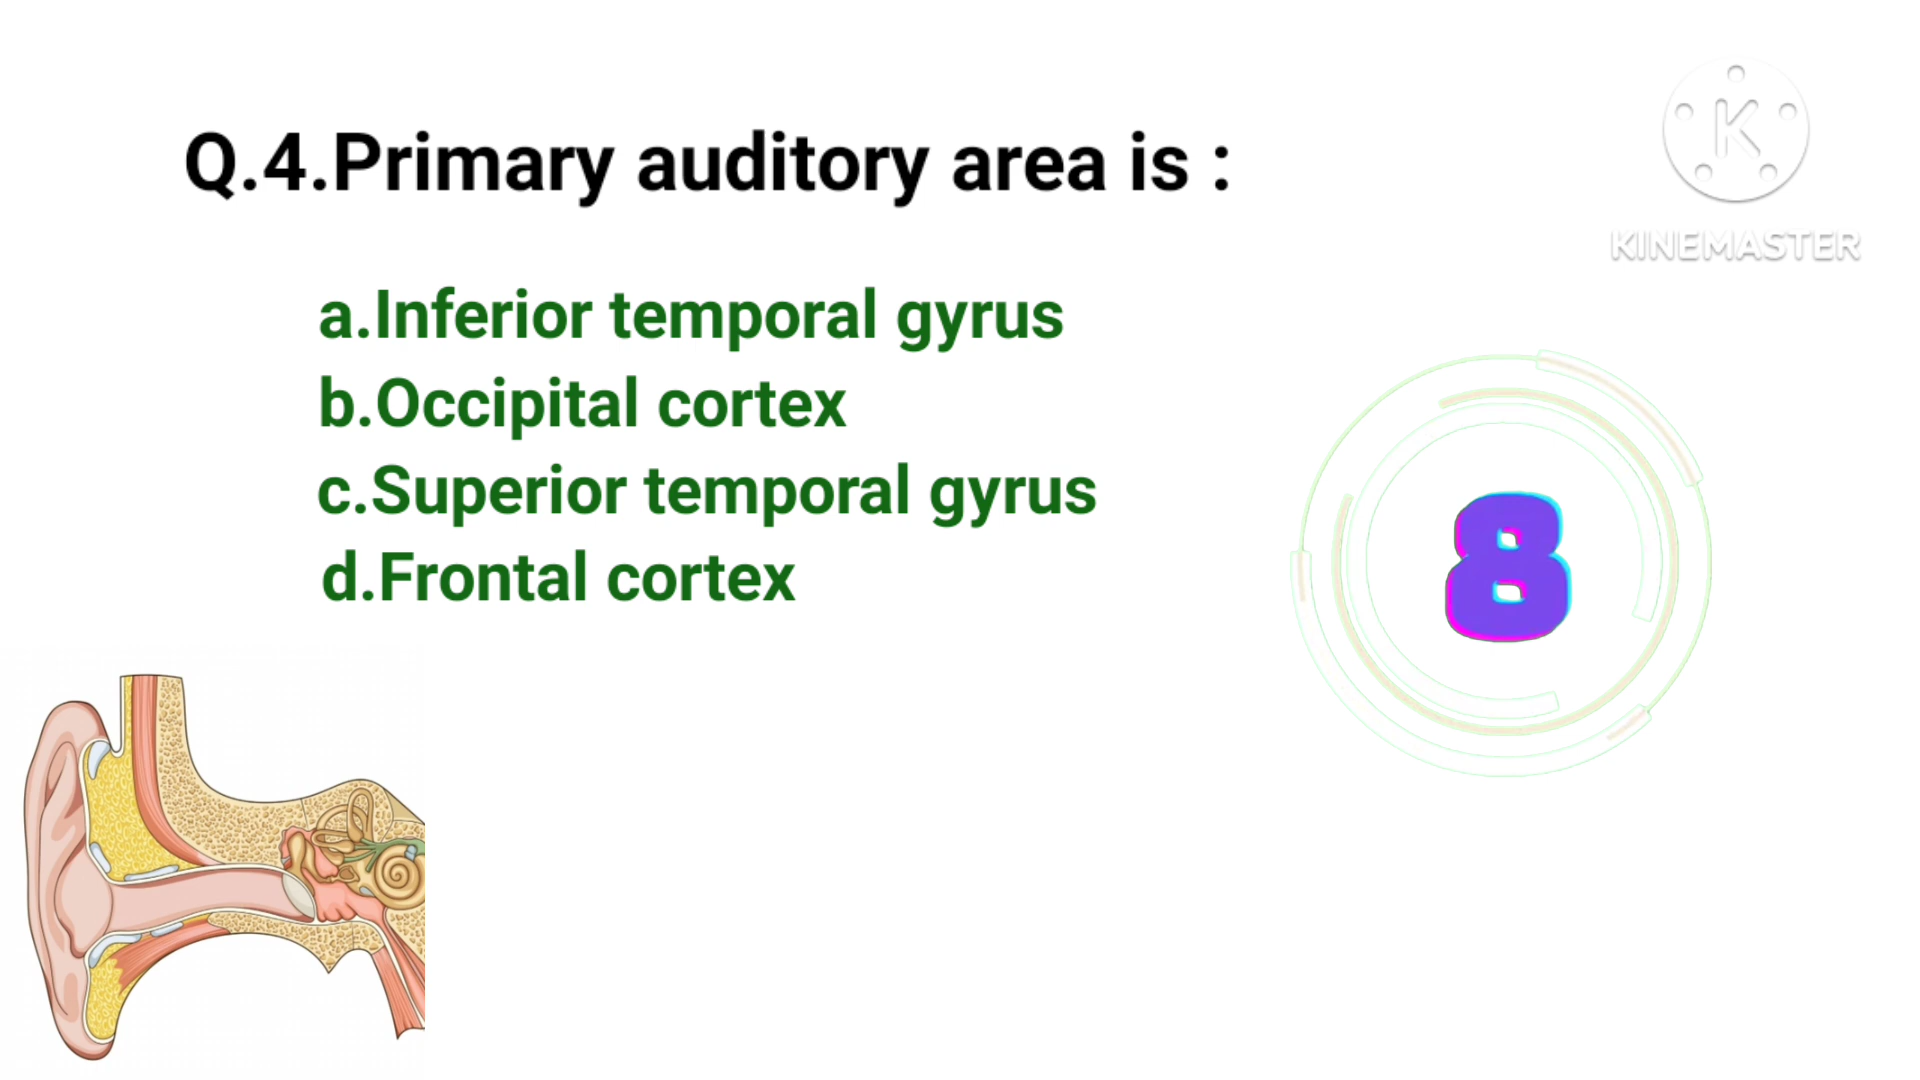 Q.4.Primary auditory area is :
a.Inferior temporal gyrus
b.Occipital cortex
c.Superior temporal gyrus
d.Frontal cortex
K
KINEMASTER
8